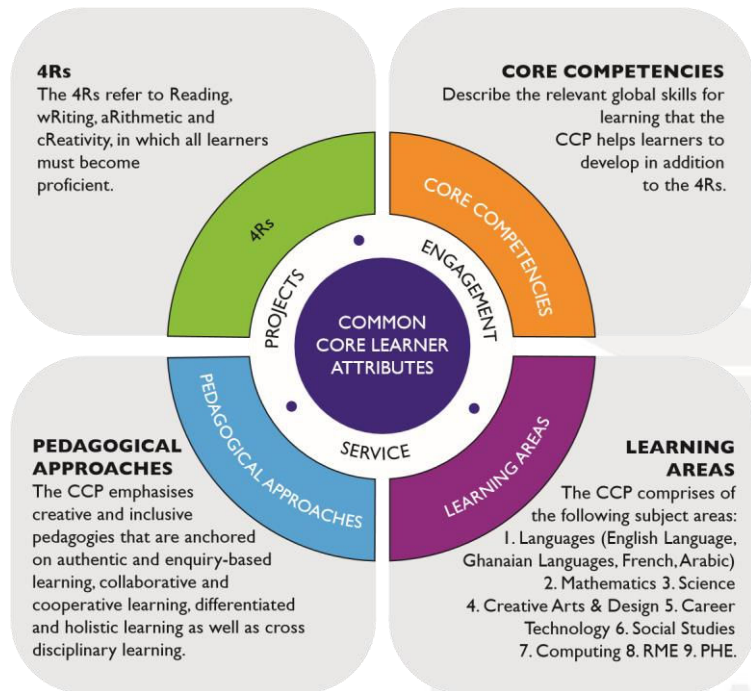 4Rs
The 4Rs refer to Reading,
wRiting, aRithmetic and
cReativity, in which all learners
must become
proficient.
CORE COMPETENCIES
Describe the relevant global skills for
learning that the
CCP helps learners to
develop in addition
to the 4Rs.
4Rs
CORE COMPETENCIES
PROJECTS
ENGAGEMENT
COMMON
CORE LEARNER
ATTRIBUTES
SERVICE
PEDAGOGICAL APPROACHES
LEARNING AREAS
PEDAGOGICAL
APPROACHES
The CCP emphasises
creative and inclusive
pedagogies that are anchored
on authentic and enquiry-based
learning, collaborative and
cooperative learning, differentiated
and holistic learning as well as cross
disciplinary learning.
LEARNING
AREAS
The CCP comprises of
the following subject areas:
1. Languages (English Language,
Ghanaian Languages, French, Arabic)
2. Mathematics 3. Science
4. Creative Arts & Design 5. Career
Technology 6. Social Studies
7. Computing 8. RME 9. PHE.